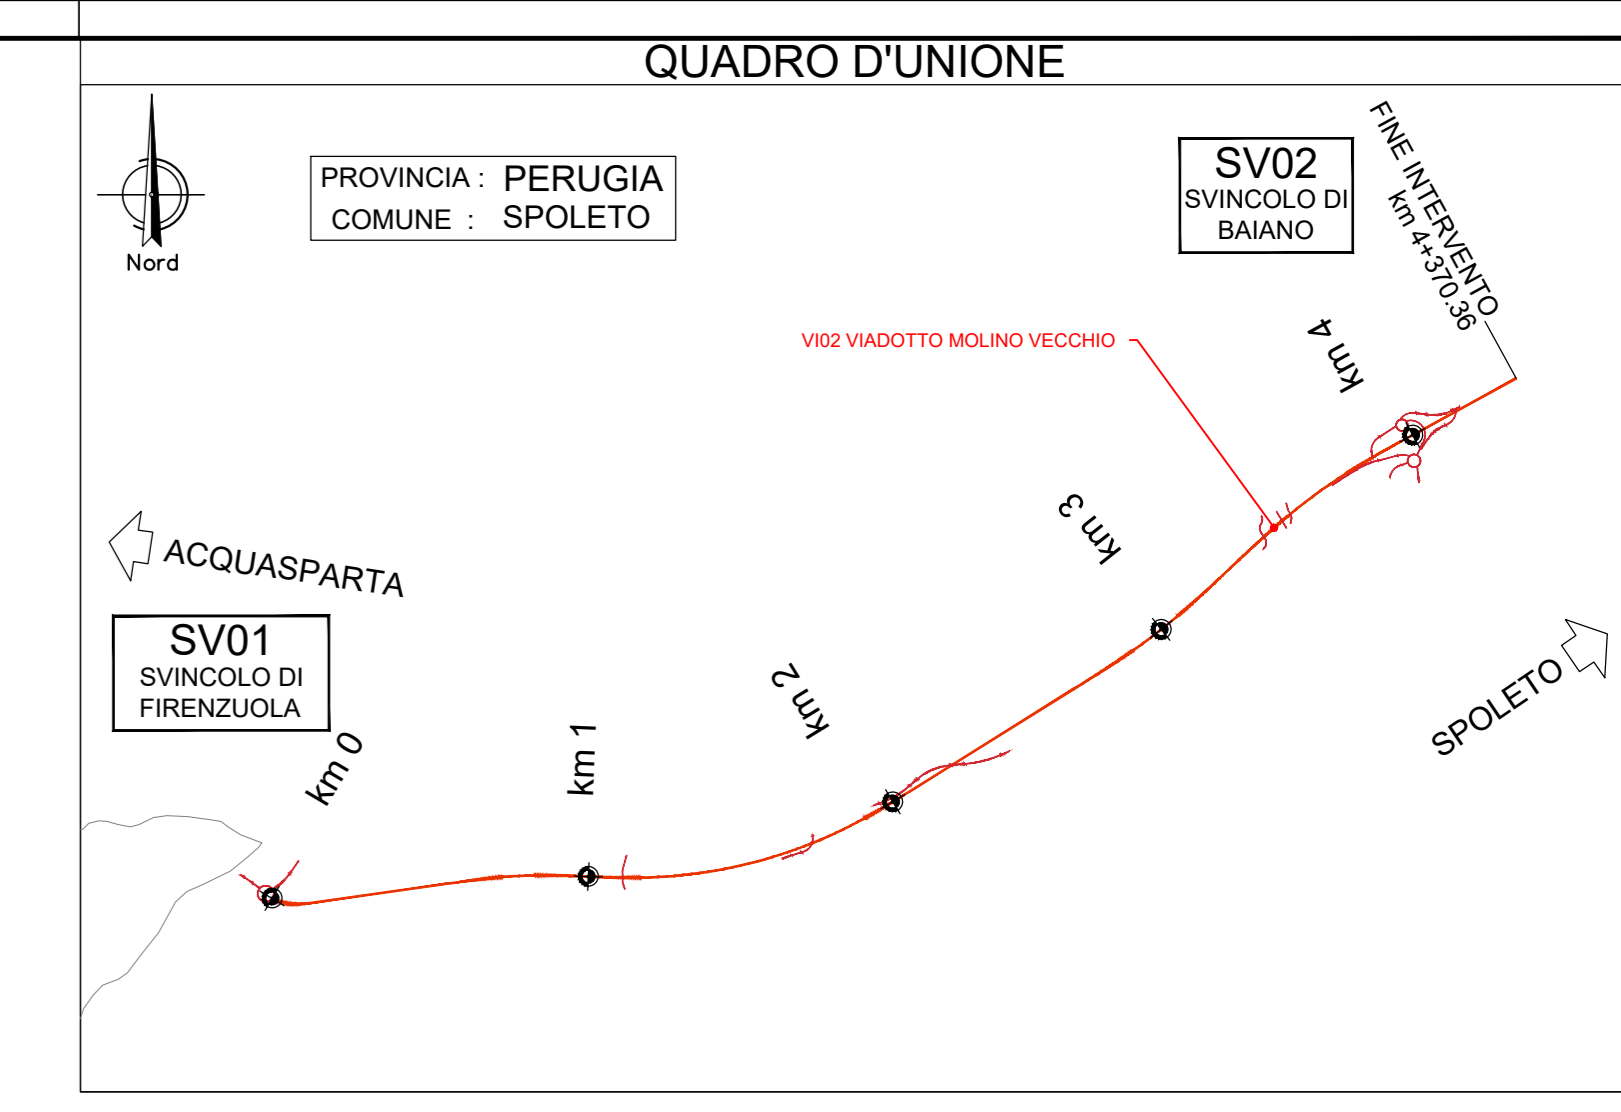 QUADRO D'UNIONE
Nord
PROVINCIA : PERUGIA
COMUNE : SPOLETO
SV02
SVINCOLO DI
BAIANO
FINE INTERVENTO
km 4+370.36
VI02 VIADOTTO MOLINO VECCHIO
km 4
km 3
ACQUASPARTA
SV01
SVINCOLO DI
FIRENZUOLA
km 2
SPOLETO
km 1
km 0